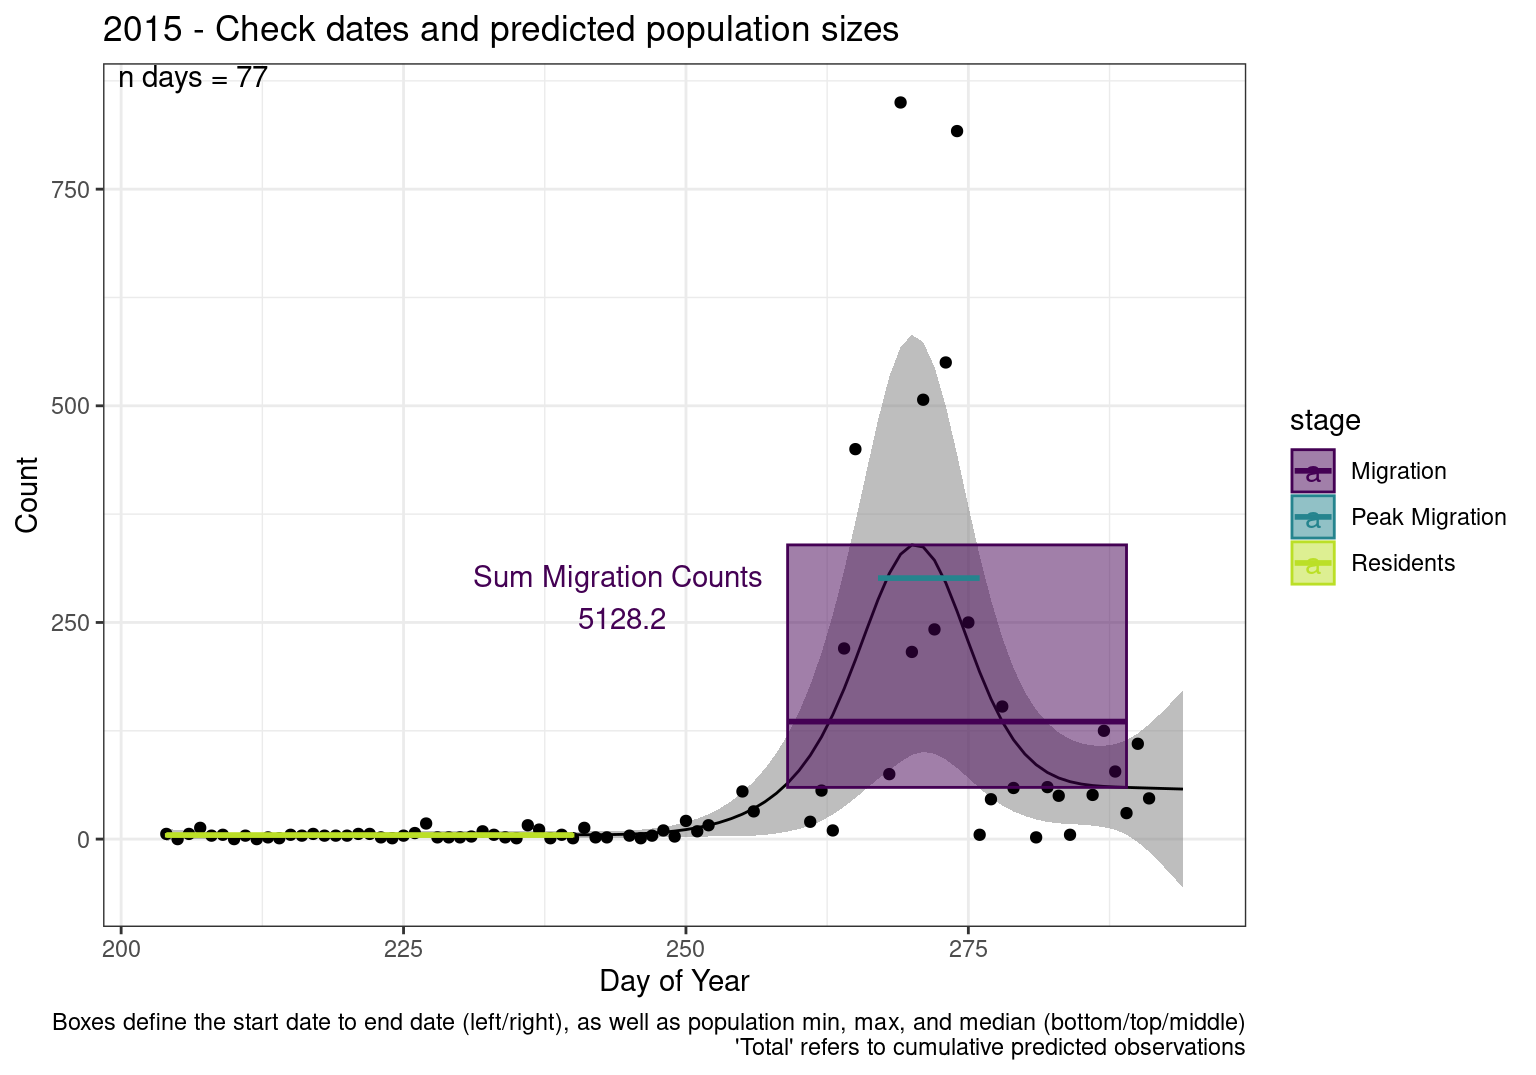 2015 - Check dates and predicted population sizes
n days = 77
750
500
250
0
Count
Sum Migration Counts
5128.2
200
225
250
275
Day of Year
stage
a Migration
a Peak Migration
a Residents
Boxes define the start date to end date (left/right), as well as population min, max, and median (bottom/top/middle)
'Total' refers to cumulative predicted observations